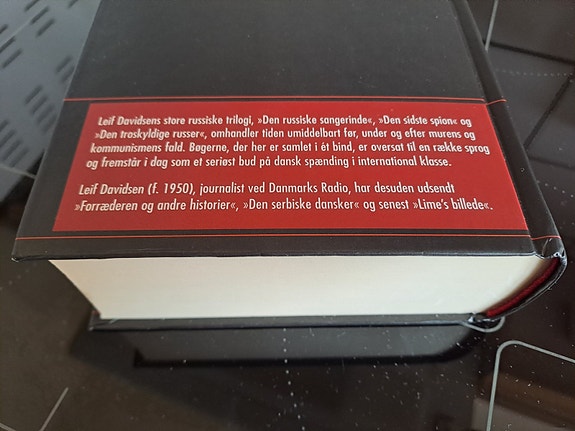 Leif Davidsens store russiske trilogi, »Den russiske sangerinde«, »Den sidste spion« og
»Den troskyldige russer«, omhandler tiden umiddelbart før, under og efter murens og
kommunismens fald. Bøgerne, der her er samlet i ét bind, er oversat til en række sprog
og fremstår i dag som et seriøst bud på dansk spænding i international klasse.
Leif Davidsen (f. 1950), journalist ved Danmarks Radio, har desuden udsendt
»Forræderen og andre historier«, »Den serbiske dansker« og senest »Lime's billede«.